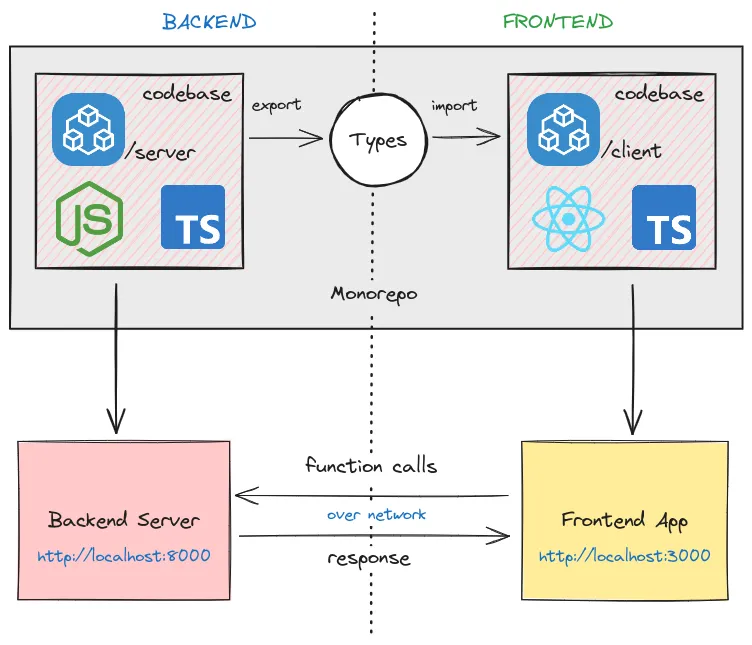 BACKEND
FRONTEND
codebase
/server
JS
TS
export
Types
import
codebase
/client
TS
Monorepo
function calls
over network
response
Backend Server
http://localhost:8000
Frontend App
http://localhost:3000